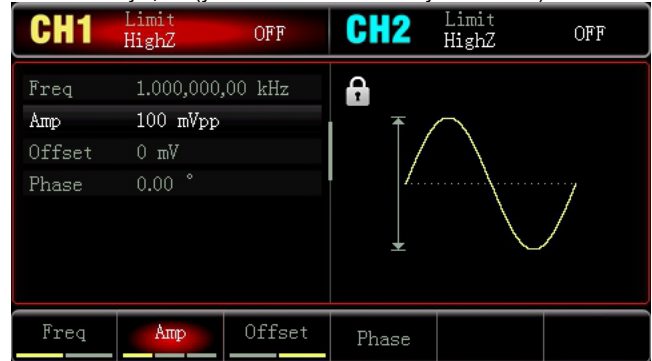 CH1 Limit HighZ OFF CH2 Limit HighZ OFF
Freq 1.000,000,00 kHz
Amp 100 mVpp
Offset 0 mV
Phase 0.00 °
Freq Amp Offset Phase